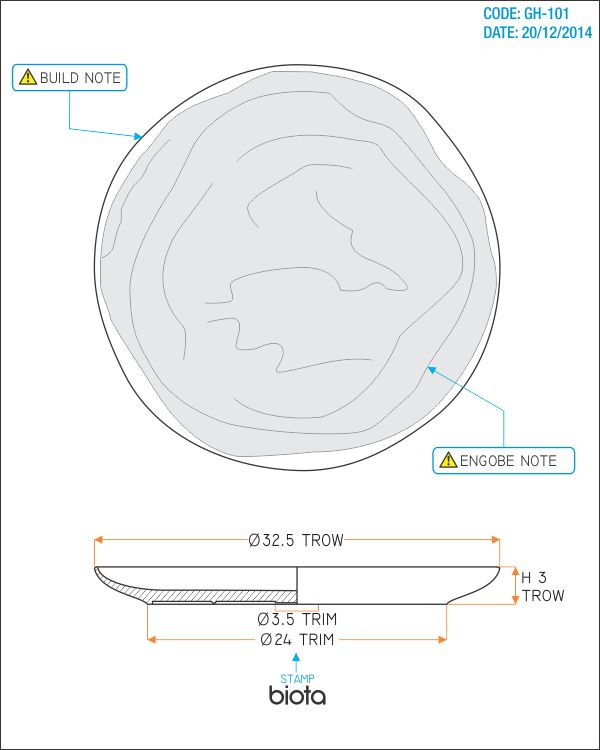 CODE: GH-101
DATE: 20/12/2014
BUILD NOTE
ENGOBE NOTE
Ø32.5 TROW
H 3
TROW
Ø3.5 TRIM
Ø24 TRIM
STAMP
biota